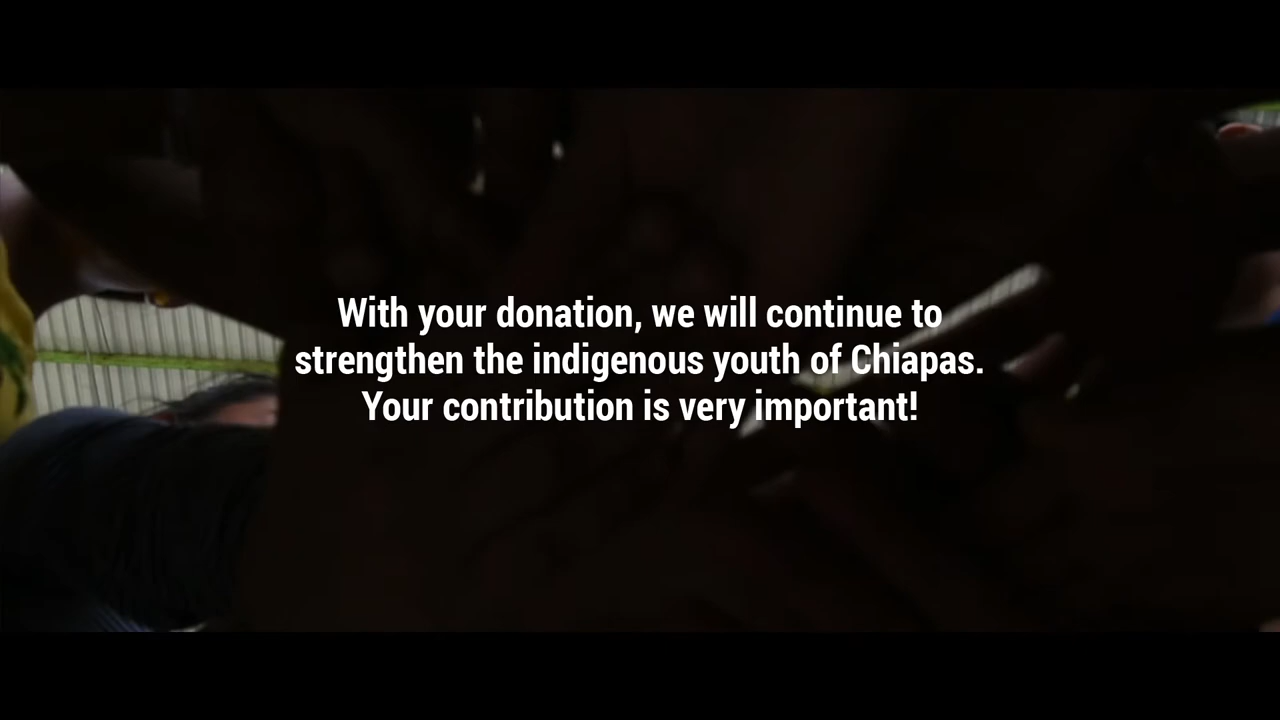 With your donation, we will continue to
strengthen the indigenous youth of Chiapas.
Your contribution is very important!